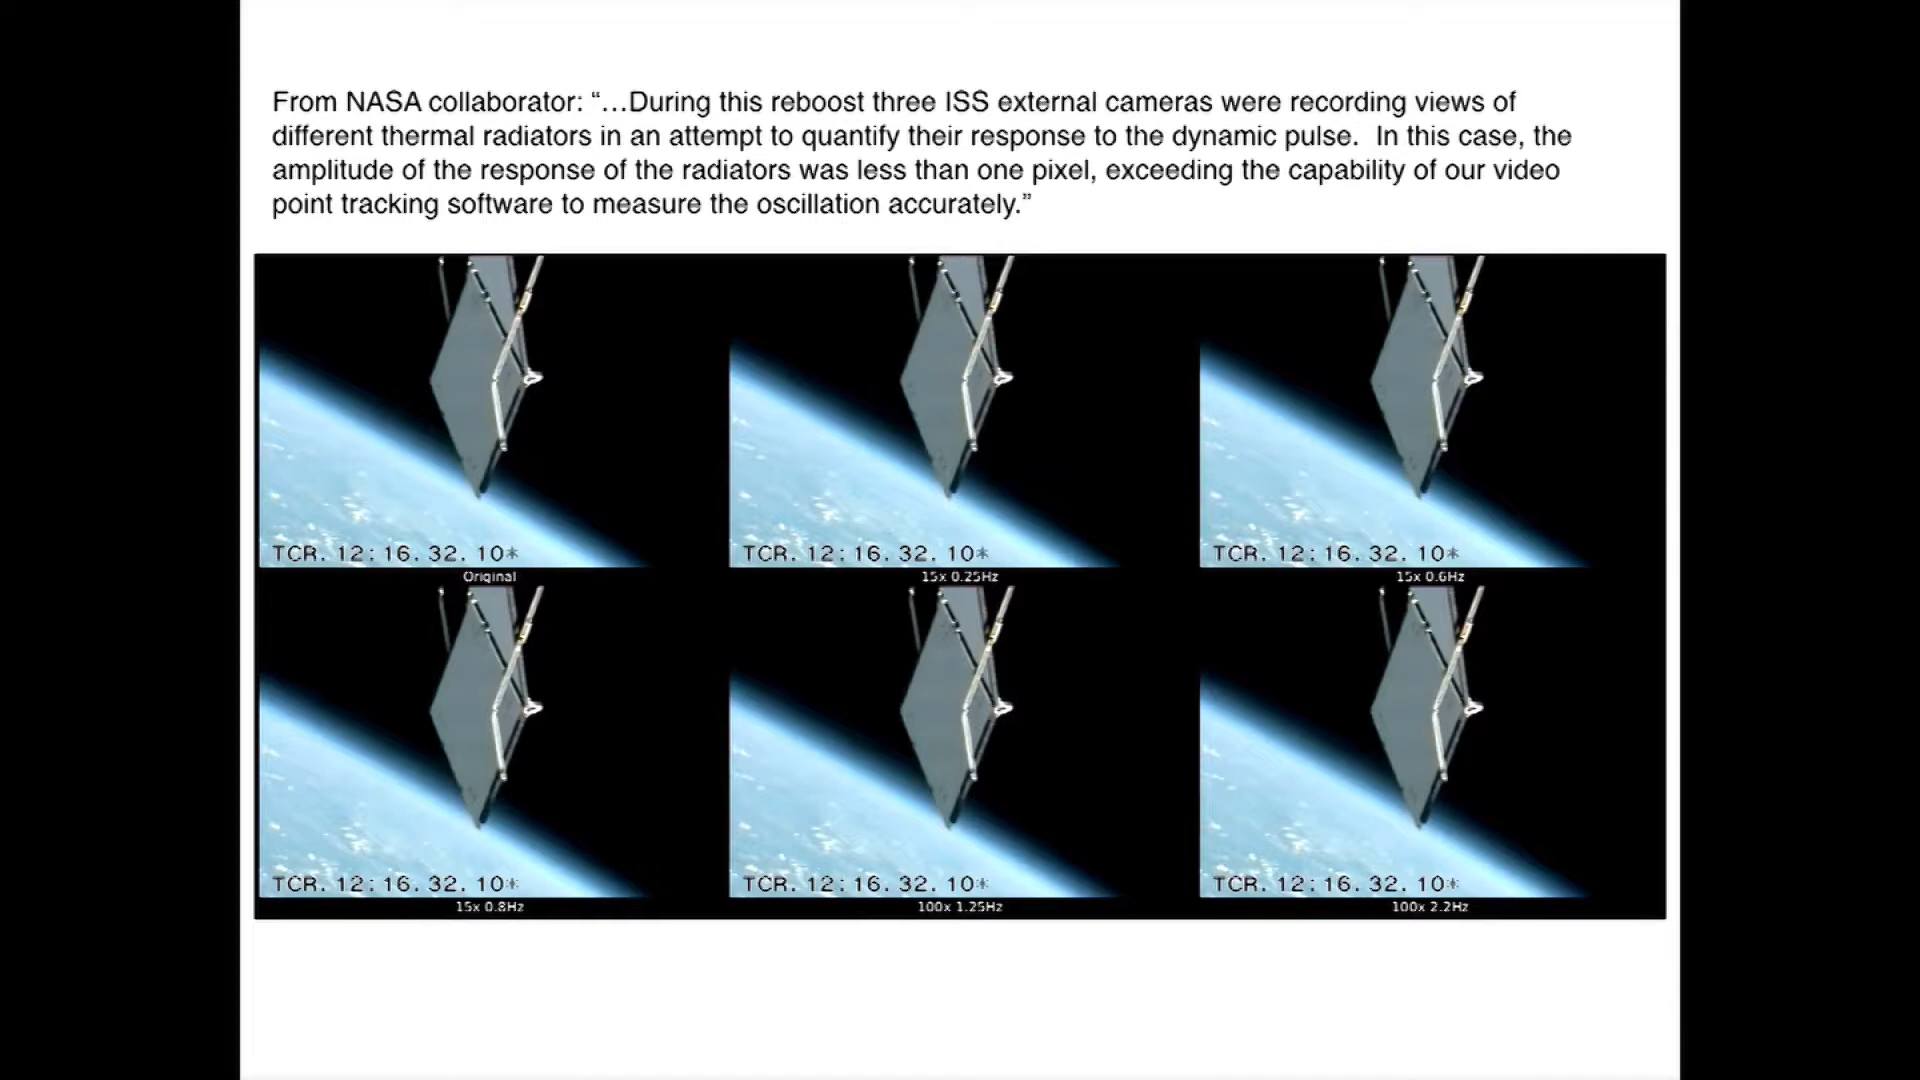 From NASA collaborator: “…During this reboost three ISS external cameras were recording views of
different thermal radiators in an attempt to quantify their response to the dynamic pulse.  In this case, the
amplitude of the response of the radiators was less than one pixel, exceeding the capability of our video
point tracking software to measure the oscillation accurately.”
TCR. 12:16.32.10*
TCR. 12:16.32.10*
TCR. 12:16.32.10*
Original
15x 0.25Hz
15x 0.6Hz
TCR. 12:16.32.10*
TCR. 12:16.32.10*
TCR. 12:16.32.10*
15x 0.8Hz
100x 1.25Hz
100x 2.2Hz